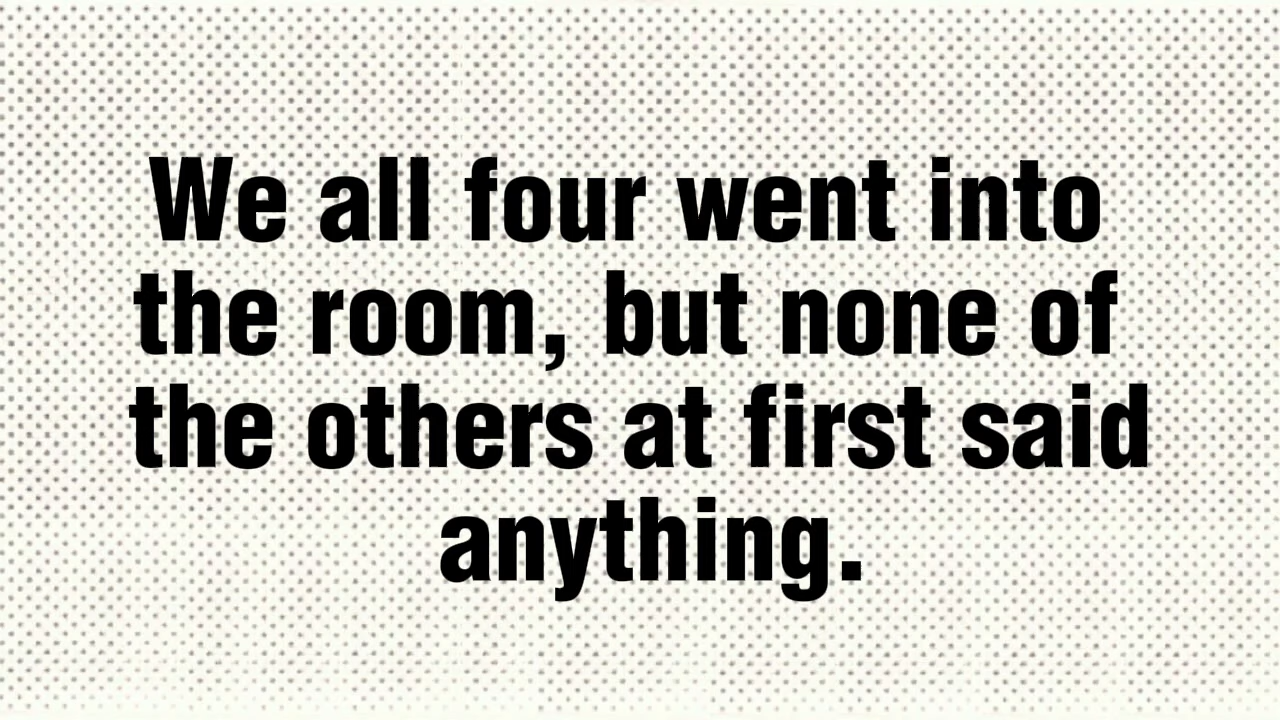 We all four went into
the room, but none of
the others at first said
anything.